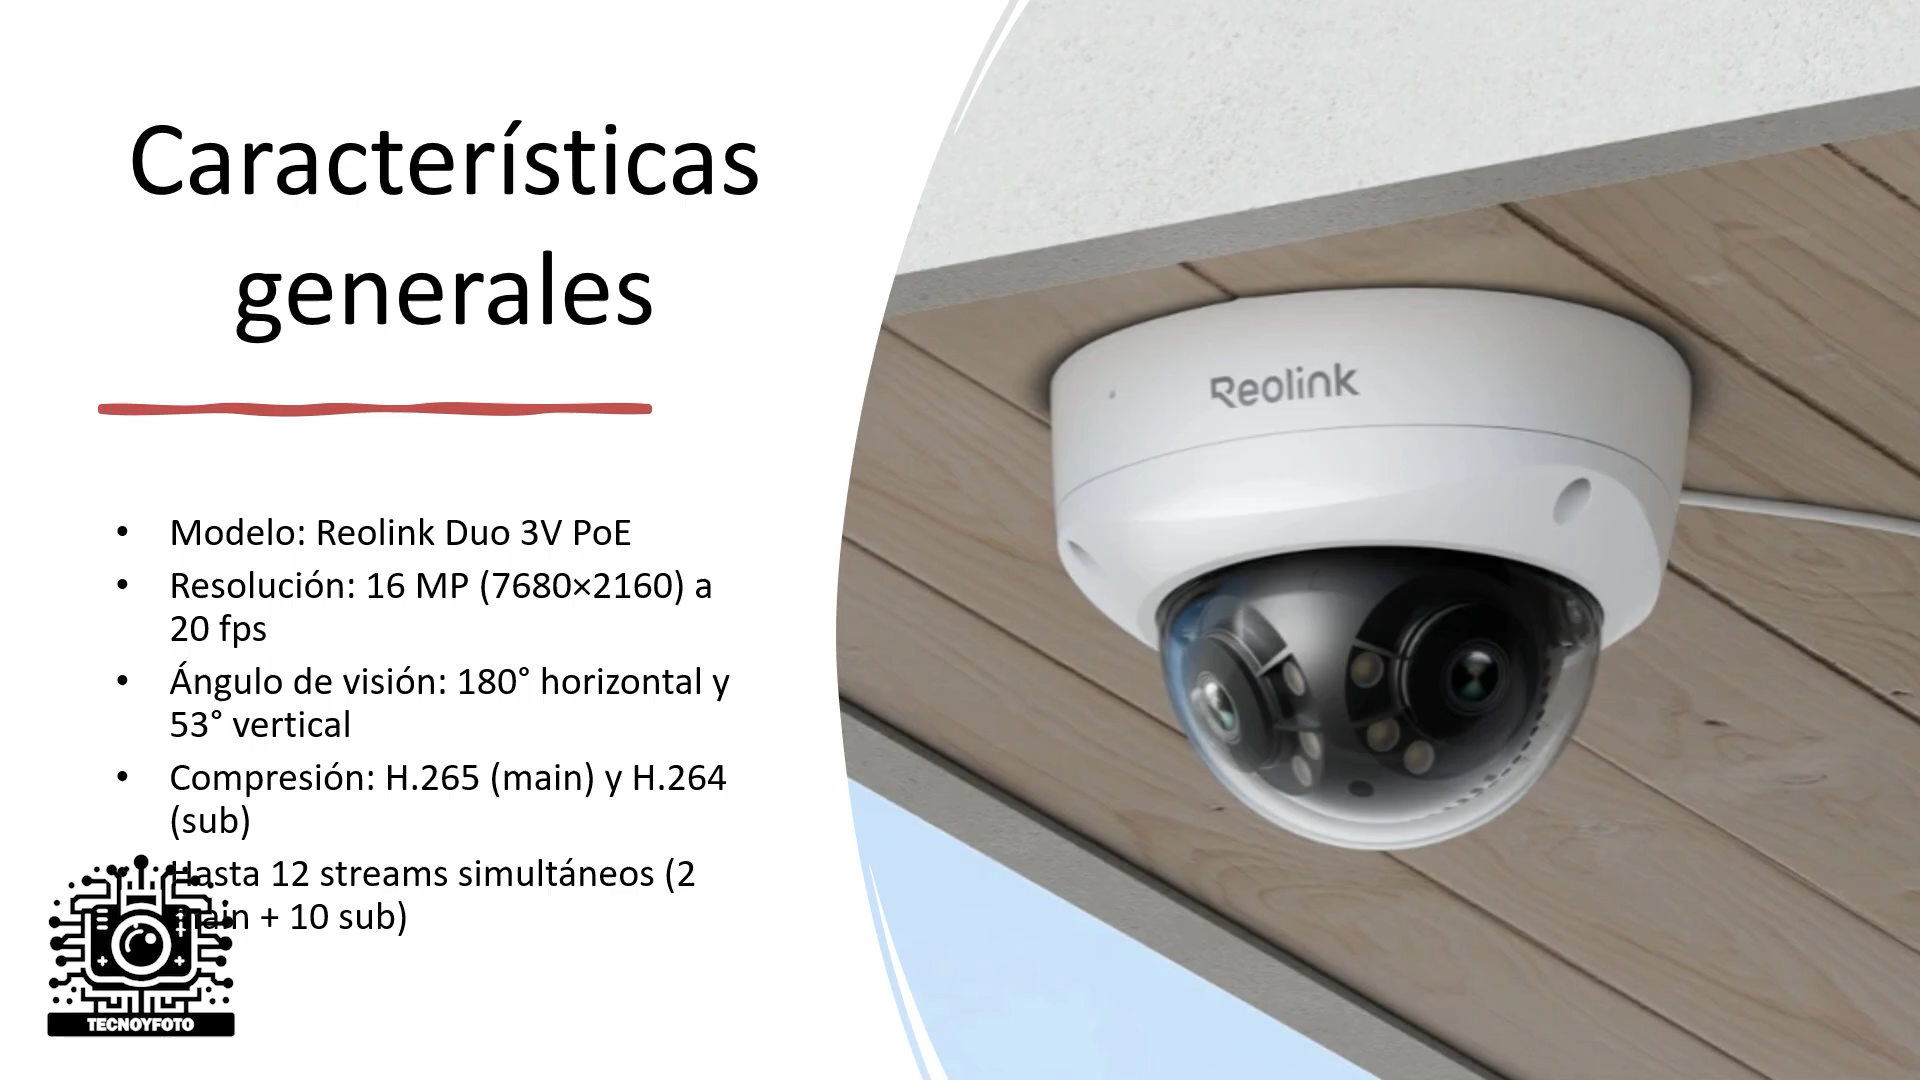 Características
generales
Reolink
• Modelo: Reolink Duo 3V PoE
• Resolución: 16 MP (7680×2160) a
20 fps
• Ángulo de visión: 180° horizontal y
53° vertical
• Compresión: H.265 (main) y H.264
(sub)
• Hasta 12 streams simultáneos (2
main + 10 sub)
TECNOYFOTO